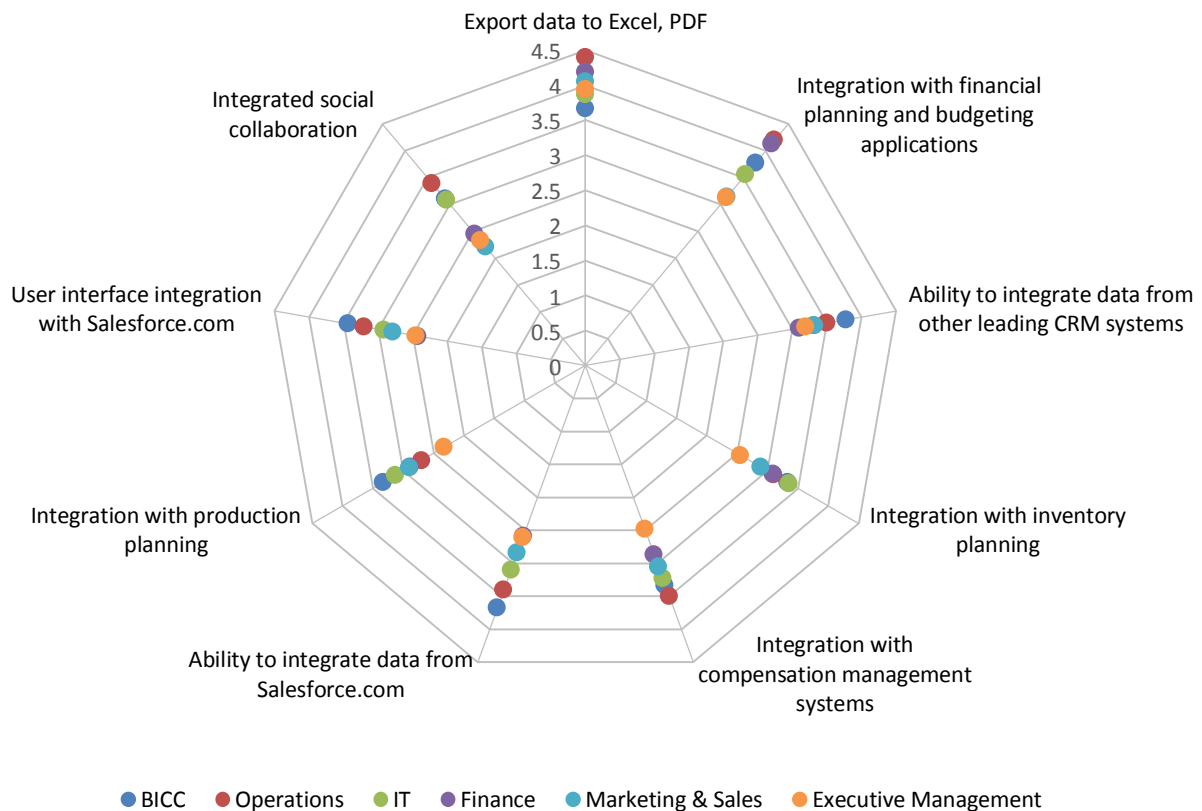 Export data to Excel, PDF
4.5
4
3.5
3
2.5
2
1.5
1
0.5
0
Integration with financial
planning and budgeting
applications
Ability to integrate data from
other leading CRM systems
Integration with inventory
planning
Integration with
compensation management
systems
Ability to integrate data from
Salesforce.com
Integration with production
planning
User interface integration
with Salesforce.com
Integrated social
collaboration
BICC Operations IT Finance Marketing & Sales Executive Management